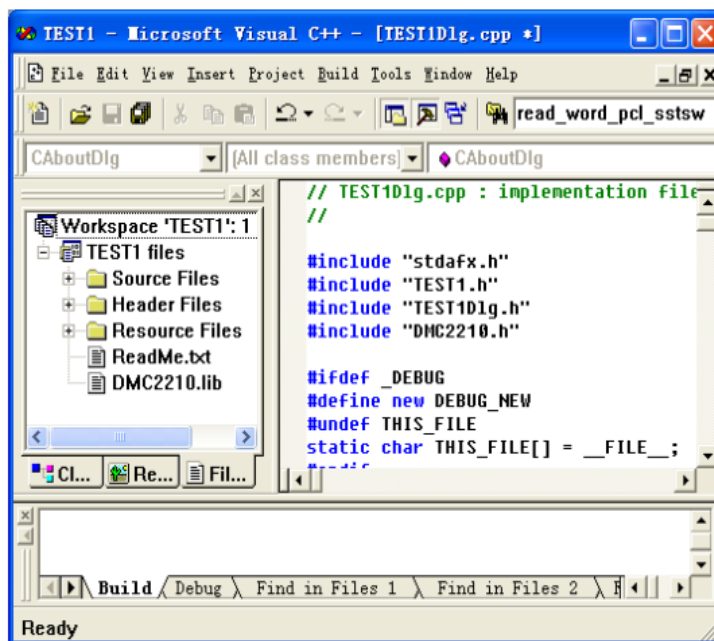 TEST1 - Microsoft Visual C++ - [TEST1Dlg.cpp *]
File Edit View Insert Project Build Tools Window Help
read_word_pcl_sstsw
CAboutDlg (All class members) CAboutDlg
Workspace 'TEST1': 1
TEST1 files
Source Files
Header Files
Resource Files
ReadMe.txt
DMC2210.lib
Cl... Re... Fil...
// TEST1Dlg.cpp : implementation file
//
#include "stdafx.h"
#include "TEST1.h"
#include "TEST1Dlg.h"
#include "DMC2210.h"
#ifdef _DEBUG
#define new DEBUG_NEW
#undef THIS_FILE
static char THIS_FILE[] = __FILE__;
Build Debug Find in Files 1 Find in Files 2
Ready